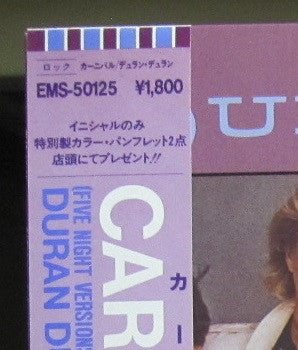 ロック カーニバル/デュラン・デュラン
EMS-50125 ¥1,800
イニシャルのみ
特別製カラー・パンフレット2点
店頭にてプレゼント!!
カー
CAR
(FIVE NIGHT VERSIONS
DURAN D
DU